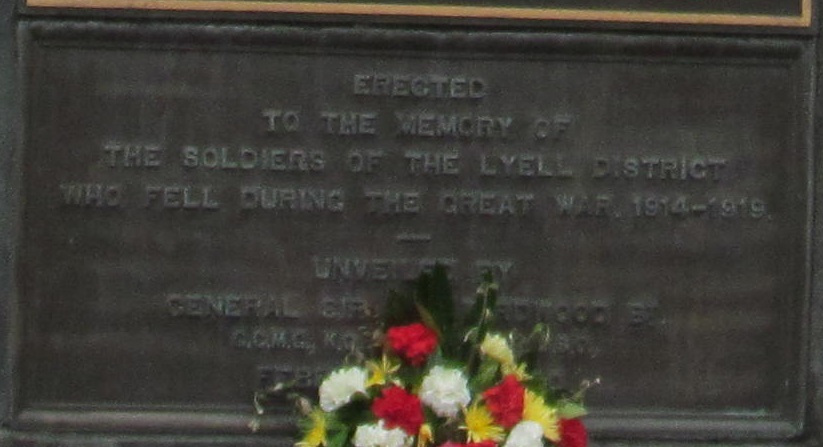 ERECTED
TO THE MEMORY OF
THE SOLDIERS OF THE LYELL DISTRICT
WHO FELL DURING THE GREAT WAR, 1914-1919.
UNVEILED BY
GENERAL SIR
G.C.M.G.,